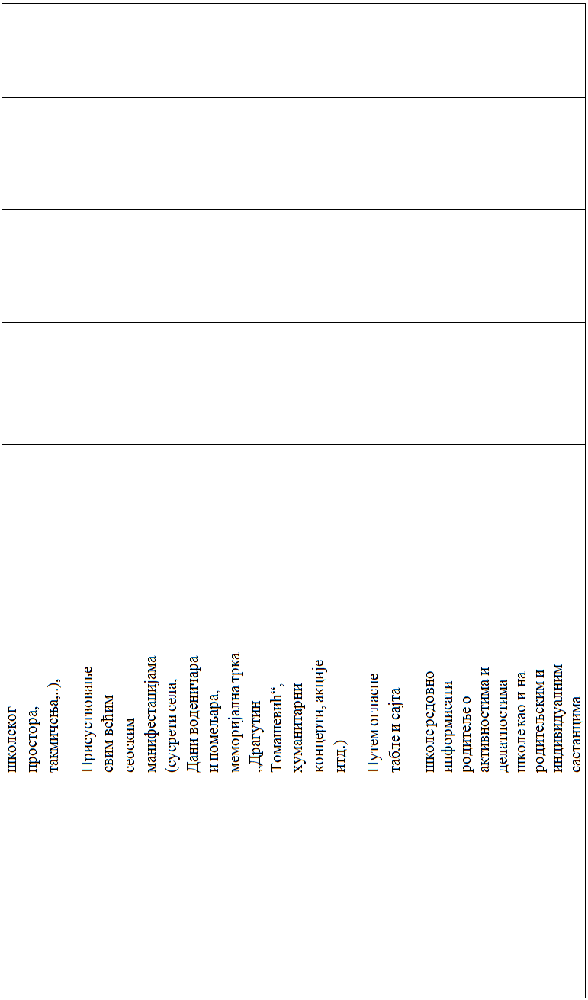 школског
простора,
такмичења,..),
Присуствовање
свим већим
сеоским
манифестацијама
(сусрети села,
Дани воденичара
и помељара,
меморијална трка
„Драгутин
Томашевић“,
хуманитарни
концерти, акције
итд.)
Путем огласне
табле и сајта
школе редовно
информисати
родитеље о
активностима и
делатностима
школе као и на
родитељским и
индивидуалним
састанцима